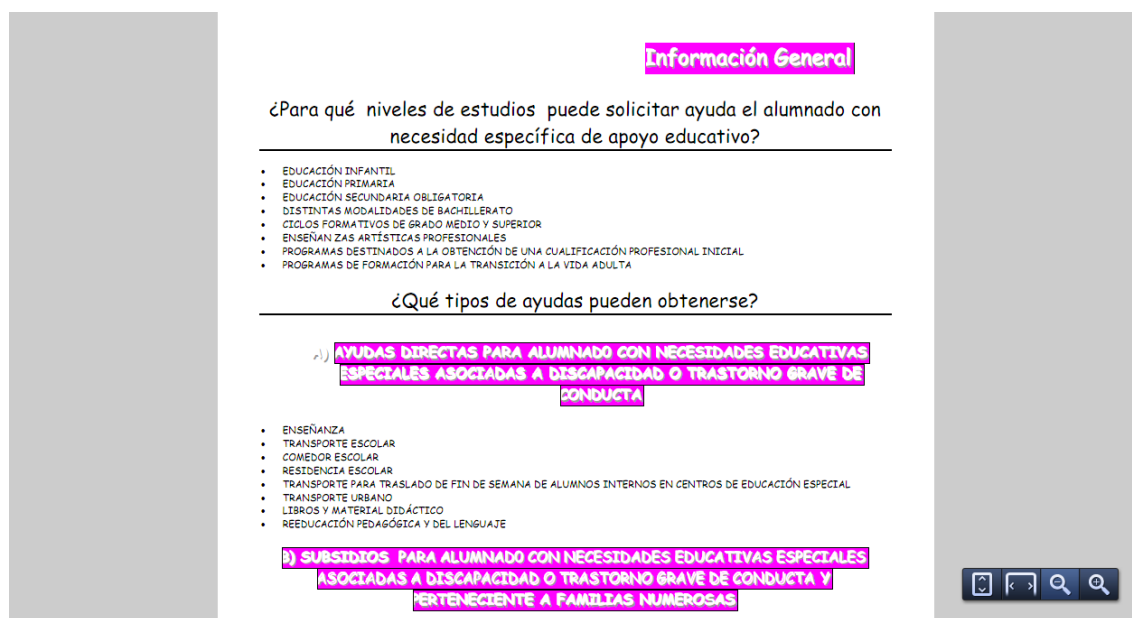 Información General
¿Para qué niveles de estudios puede solicitar ayuda el alumnado con
necesidad específica de apoyo educativo?
• EDUCACIÓN INFANTIL
• EDUCACIÓN PRIMARIA
• EDUCACIÓN SECUNDARIA OBLIGATORIA
• DISTINTAS MODALIDADES DE BACHILLERATO
• CICLOS FORMATIVOS DE GRADO MEDIO Y SUPERIOR
• ENSEÑAN ZAS ARTÍSTICAS PROFESIONALES
• PROGRAMAS DESTINADOS A LA OBTENCIÓN DE UNA CUALIFICACIÓN PROFESIONAL INICIAL
• PROGRAMAS DE FORMACIÓN PARA LA TRANSICIÓN A LA VIDA ADULTA
¿Qué tipos de ayudas pueden obtenerse?
A) AYUDAS DIRECTAS PARA ALUMNADO CON NECESIDADES EDUCATIVAS
ESPECIALES ASOCIADAS A DISCAPACIDAD O TRASTORNO GRAVE DE
CONDUCTA
• ENSEÑANZA
• TRANSPORTE ESCOLAR
• COMEDOR ESCOLAR
• RESIDENCIA ESCOLAR
• TRANSPORTE PARA TRASLADO DE FIN DE SEMANA DE ALUMNOS INTERNOS EN CENTROS DE EDUCACIÓN ESPECIAL
• TRANSPORTE URBANO
• LIBROS Y MATERIAL DIDÁCTICO
• REEDUCACIÓN PEDAGÓGICA Y DEL LENGUAJE
B) SUBSIDIOS PARA ALUMNADO CON NECESIDADES EDUCATIVAS ESPECIALES
ASOCIADAS A DISCAPACIDAD O TRASTORNO GRAVE DE CONDUCTA Y
PERTENECIENTE A FAMILIAS NUMEROSAS